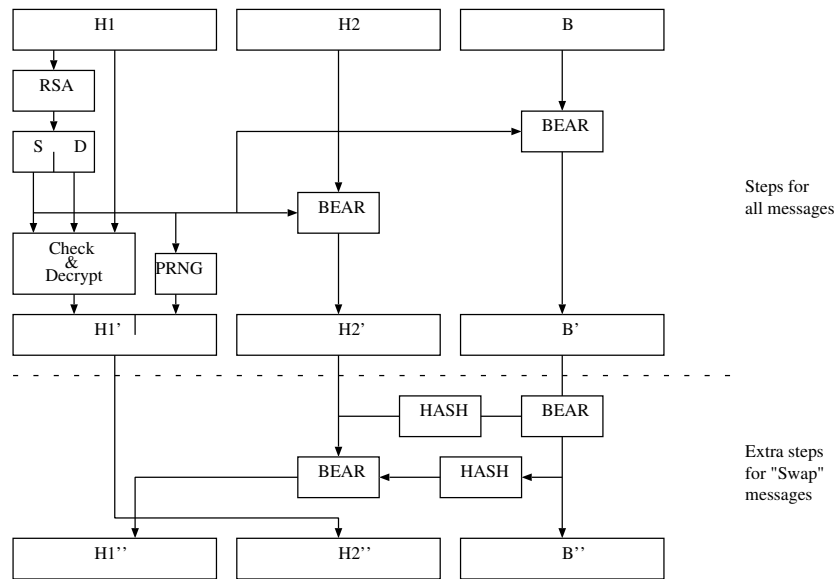 H1 H2 B
RSA
BEAR
S D
Steps for
all messages
BEAR
Check
&
Decrypt
PRNG
H1' H2' B'
HASH BEAR
Extra steps
for "Swap"
messages
BEAR HASH
H1'' H2'' B''